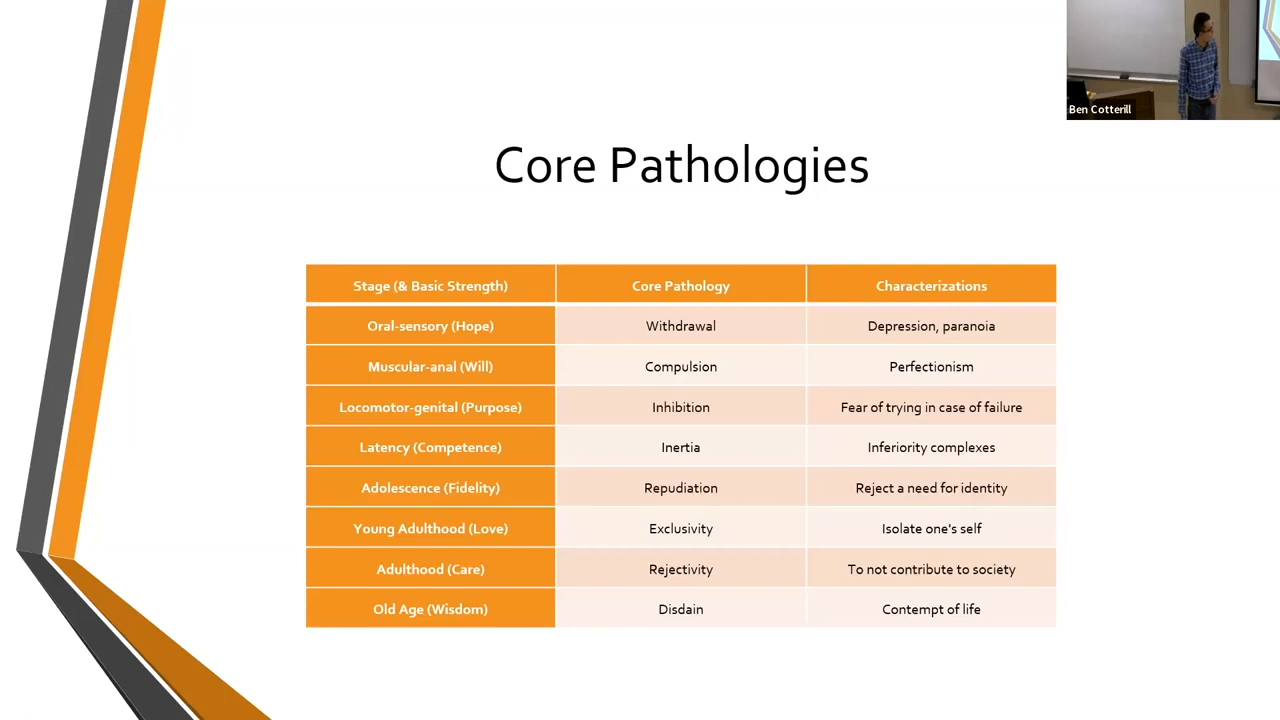 Ben Cotterill
Core Pathologies
Stage (& Basic Strength) Core Pathology Characterizations
Oral-sensory (Hope) Withdrawal Depression, paranoia
Muscular-anal (Will) Compulsion Perfectionism
Locomotor-genital (Purpose) Inhibition Fear of trying in case of failure
Latency (Competence) Inertia Inferiority complexes
Adolescence (Fidelity) Repudiation Reject a need for identity
Young Adulthood (Love) Exclusivity Isolate one's self
Adulthood (Care) Rejectivity To not contribute to society
Old Age (Wisdom) Disdain Contempt of life